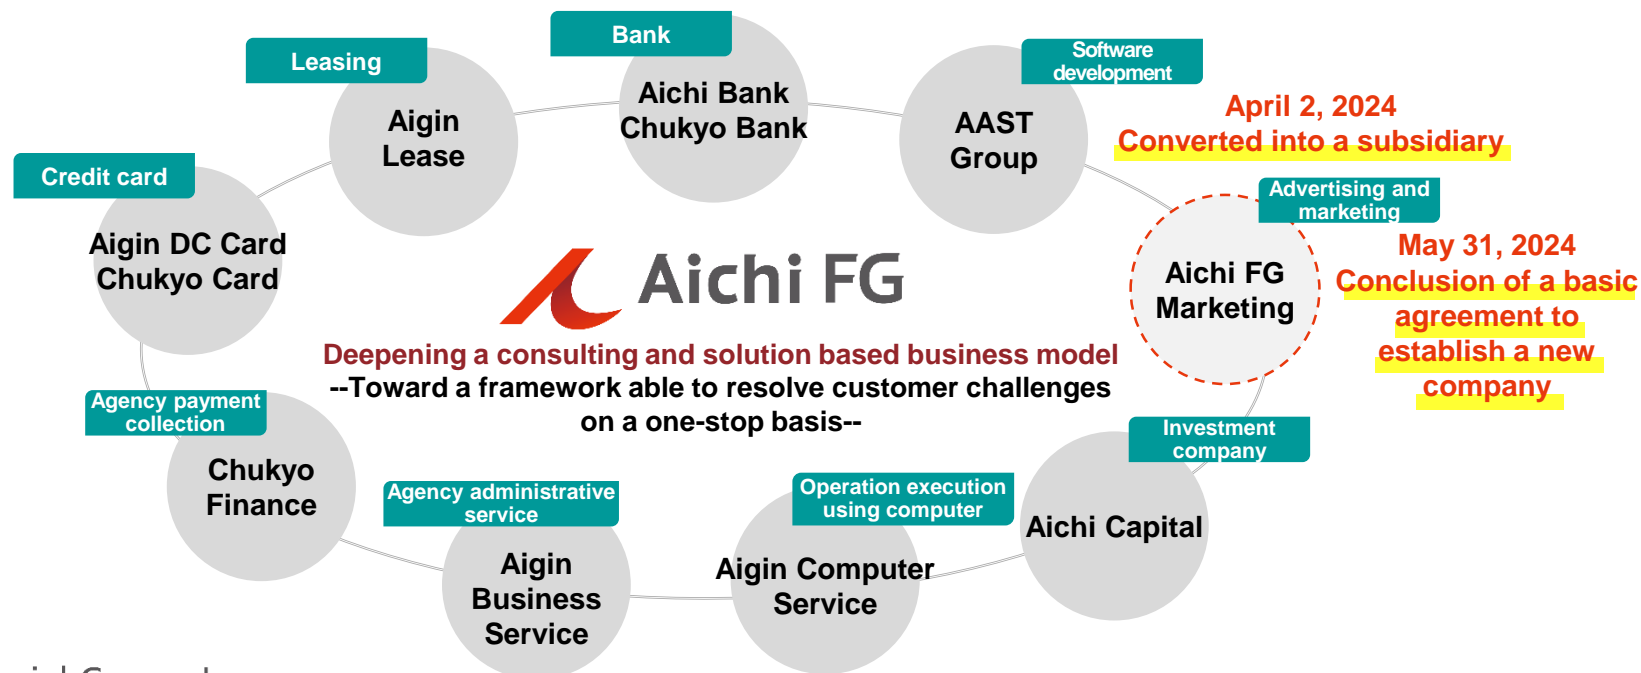 Bank
Aichi Bank
Chukyo Bank
Leasing
Aigin
Lease
Software
development
AAST
Group
April 2, 2024
Converted into a subsidiary
Credit card
Aigin DC Card
Chukyo Card
Advertising and
marketing
Aichi FG
Marketing
May 31, 2024
Conclusion of a basic
agreement to
establish a new
company
Aichi FG
Deepening a consulting and solution based business model
--Toward a framework able to resolve customer challenges
on a one-stop basis--
Agency payment
collection
Chukyo
Finance
Agency administrative
service
Aigin
Business
Service
Operation execution
using computer
Aigin Computer
Service
Investment
company
Aichi Capital